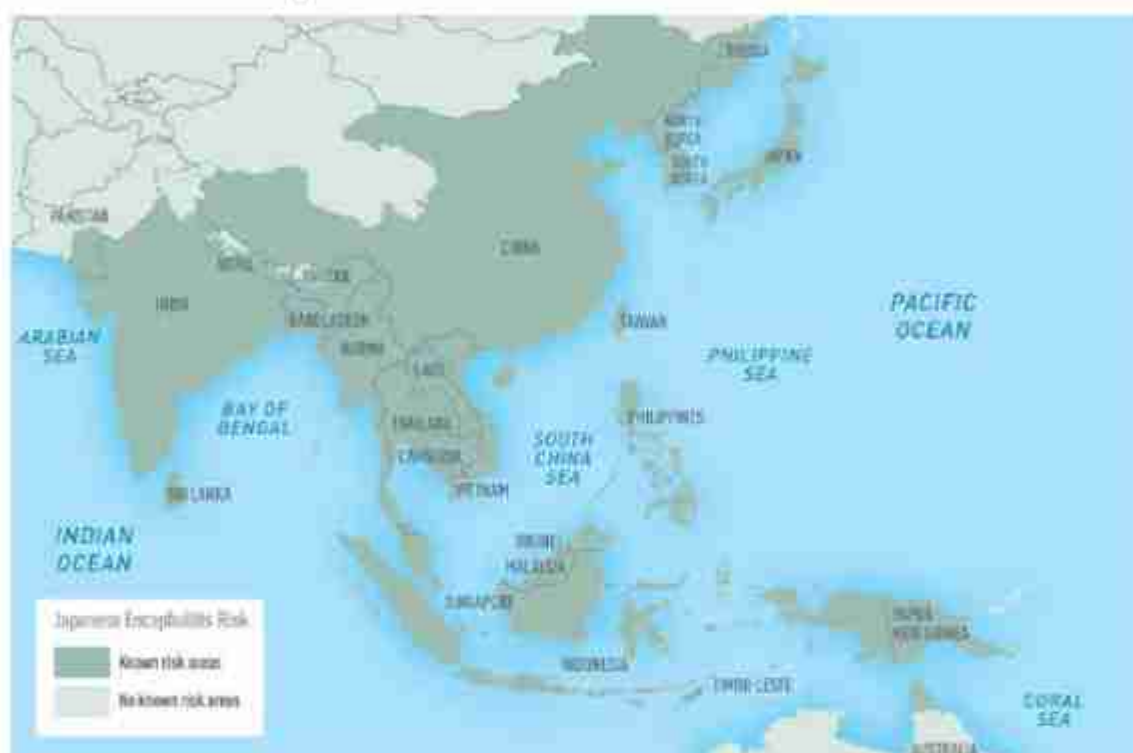 RUSSIA
NORTH
KOREA
SOUTH
KOREA
JAPAN
PAKISTAN
CHINA
NEPAL
BHUTAN
INDIA
BANGLADESH
BURMA
TAIWAN
ARABIAN
SEA
PACIFIC
OCEAN
LAOS
PHILIPPINE
SEA
BAY OF
BENGAL
THAILAND
PHILIPPINES
SOUTH
CHINA
SEA
CAMBODIA
VIETNAM
SRI LANKA
INDIAN
OCEAN
BRUNEI
MALAYSIA
SINGAPORE
Japanese Encephalitis Risk
Known risk areas
No known risk areas
PAPUA
NEW GUINEA
INDONESIA
TIMOR-LESTE
CORAL
SEA
AUSTRALIA